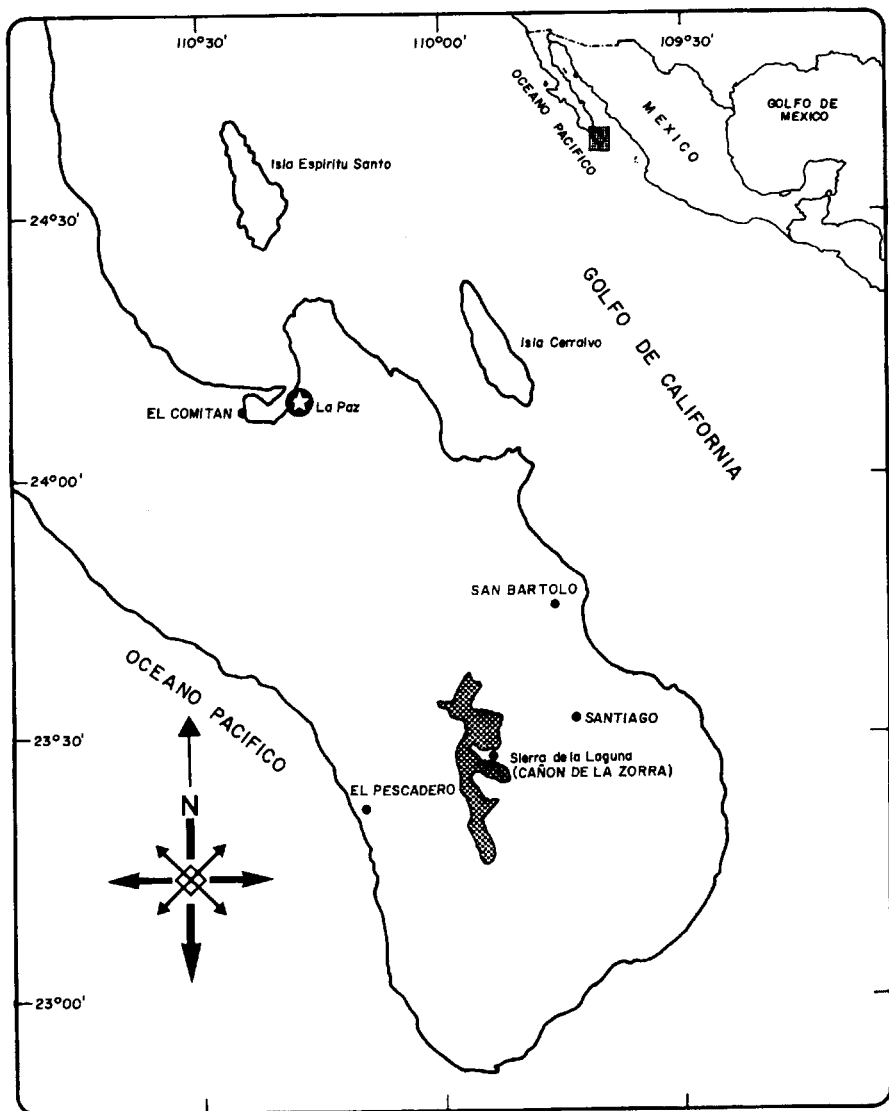 110°30'
110°00'
109°30'
OCEANO PACIFICO
MEXICO
GOLFO DE
MEXICO
Isla Espiritu Santo
24°30'
GOLFO DE CALIFORNIA
Isla Cerralvo
EL COMITAN
La Paz
24°00'
SAN BARTOLO
OCEANO PACIFICO
SANTIAGO
23°30'
Sierra de la Laguna
(CAÑON DE LA ZORRA)
EL PESCADERO
N
23°00'